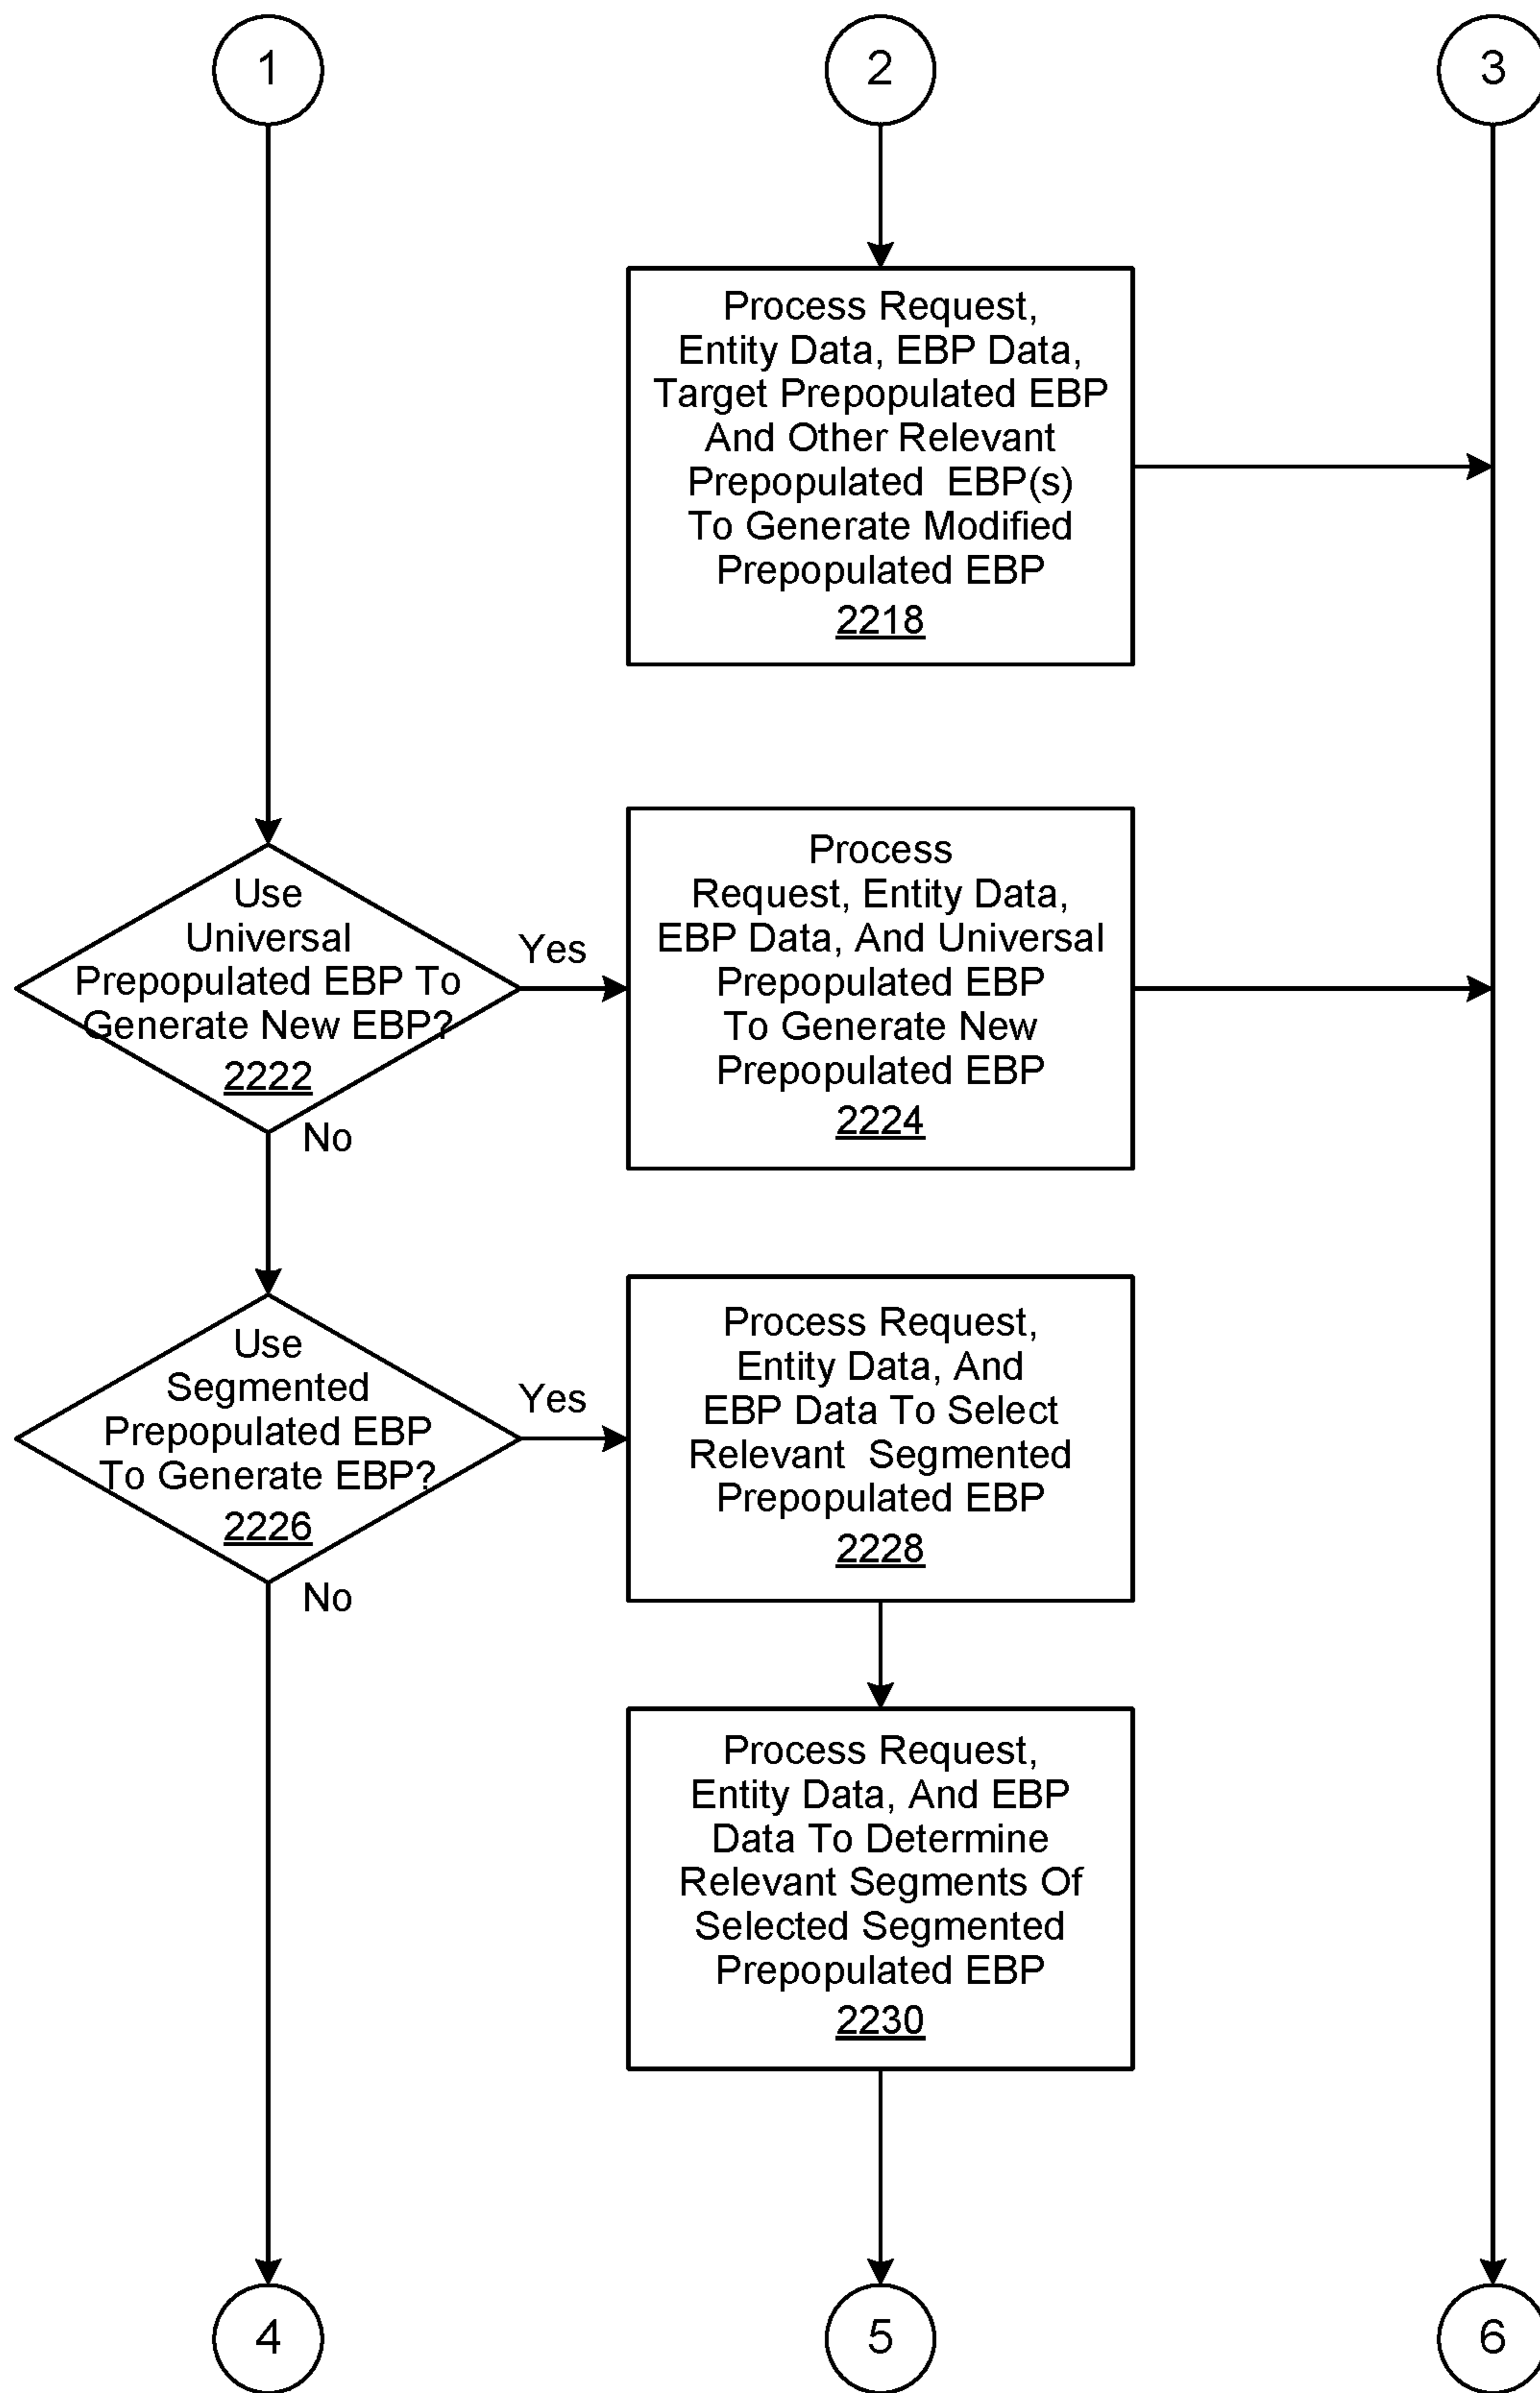 1
2
3
Process Request,
Entity Data, EBP Data,
Target Prepopulated EBP
And Other Relevant
Prepopulated EBP(s)
To Generate Modified
Prepopulated EBP
2218
Use
Universal
Prepopulated EBP To
Generate New EBP?
2222
Yes
No
Process
Request, Entity Data,
EBP Data, And Universal
Prepopulated EBP
To Generate New
Prepopulated EBP
2224
Use
Segmented
Prepopulated EBP
To Generate EBP?
2226
Yes
No
Process Request,
Entity Data, And
EBP Data To Select
Relevant Segmented
Prepopulated EBP
2228
Process Request,
Entity Data, And EBP
Data To Determine
Relevant Segments Of
Selected Segmented
Prepopulated EBP
2230
4
5
6